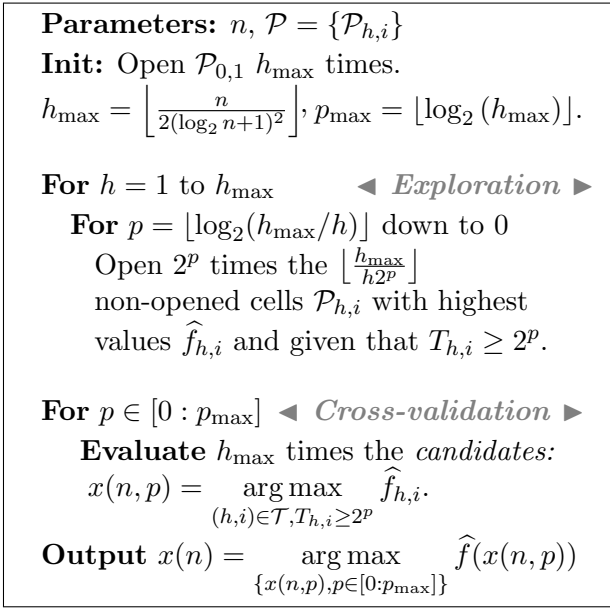 Parameters: n, 𝒫 = {𝒫_{h,i}}
Init: Open 𝒫_{0,1} h_max times.
h_max = ⌊n / 2(log₂ n+1)²⌋, p_max = ⌊log₂ (h_max)⌋.
For h = 1 to h_max ◄ Exploration ►
For p = ⌊log₂(h_max/h)⌋ down to 0
Open 2^p times the ⌊h_max / h2^p⌋
non-opened cells 𝒫_{h,i} with highest
values f̂_{h,i} and given that T_{h,i} ≥ 2^p.
For p ∈ [0 : p_max] ◄ Cross-validation ►
Evaluate h_max times the candidates:
x(n, p) = arg max_{(h,i)∈𝒯,T_{h,i}≥2^p} f̂_{h,i}.
Output x(n) = arg max_{{x(n,p),p∈[0:p_max]}} f̂(x(n, p))